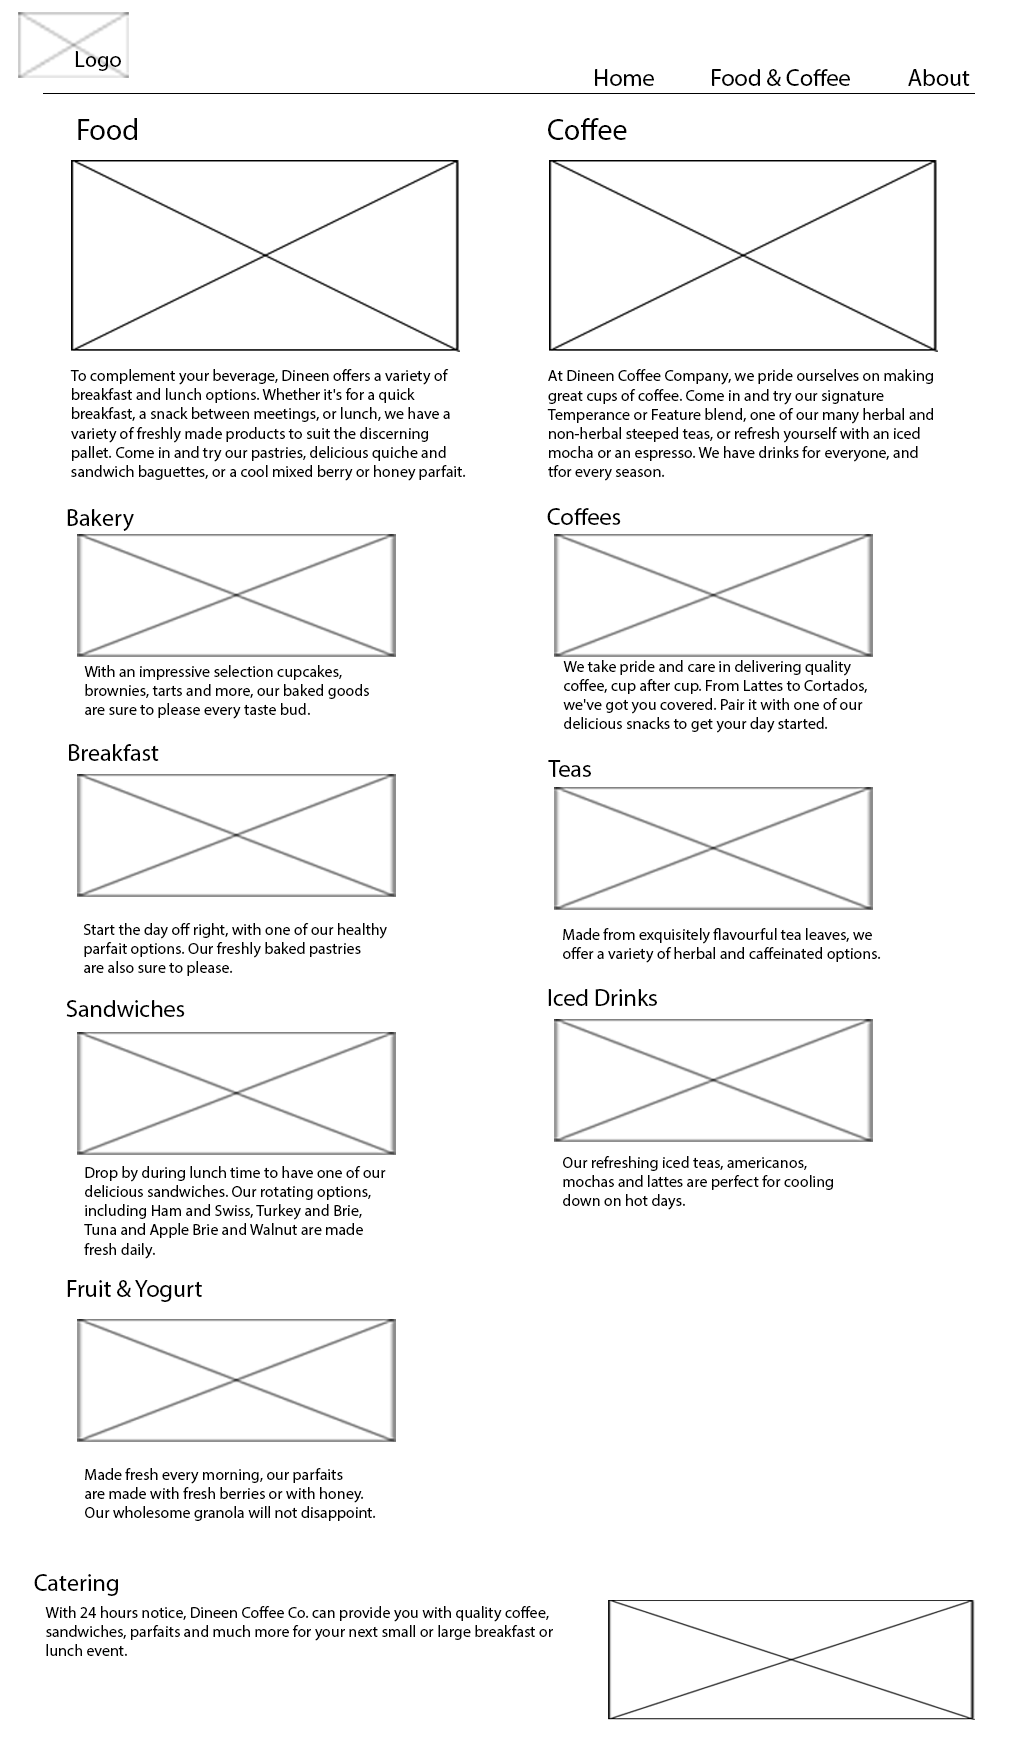 Logo
Home Food & Coffee About
Food
To complement your beverage, Dineen offers a variety of
breakfast and lunch options. Whether it's for a quick
breakfast, a snack between meetings, or lunch, we have a
variety of freshly made products to suit the discerning
pallet. Come in and try our pastries, delicious quiche and
sandwich baguettes, or a cool mixed berry or honey parfait.
Bakery
With an impressive selection cupcakes,
brownies, tarts and more, our baked goods
are sure to please every taste bud.
Breakfast
Start the day off right, with one of our healthy
parfait options. Our freshly baked pastries
are also sure to please.
Sandwiches
Drop by during lunch time to have one of our
delicious sandwiches. Our rotating options,
including Ham and Swiss, Turkey and Brie,
Tuna and Apple Brie and Walnut are made
fresh daily.
Fruit & Yogurt
Made fresh every morning, our parfaits
are made with fresh berries or with honey.
Our wholesome granola will not disappoint.
Coffee
At Dineen Coffee Company, we pride ourselves on making
great cups of coffee. Come in and try our signature
Temperance or Feature blend, one of our many herbal and
non-herbal steeped teas, or refresh yourself with an iced
mocha or an espresso. We have drinks for everyone, and
tfor every season.
Coffees
We take pride and care in delivering quality
coffee, cup after cup. From Lattes to Cortados,
we've got you covered. Pair it with one of our
delicious snacks to get your day started.
Teas
Made from exquisitely flavourful tea leaves, we
offer a variety of herbal and caffeinated options.
Iced Drinks
Our refreshing iced teas, americanos,
mochas and lattes are perfect for cooling
down on hot days.
Catering
With 24 hours notice, Dineen Coffee Co. can provide you with quality coffee,
sandwiches, parfaits and much more for your next small or large breakfast or
lunch event.